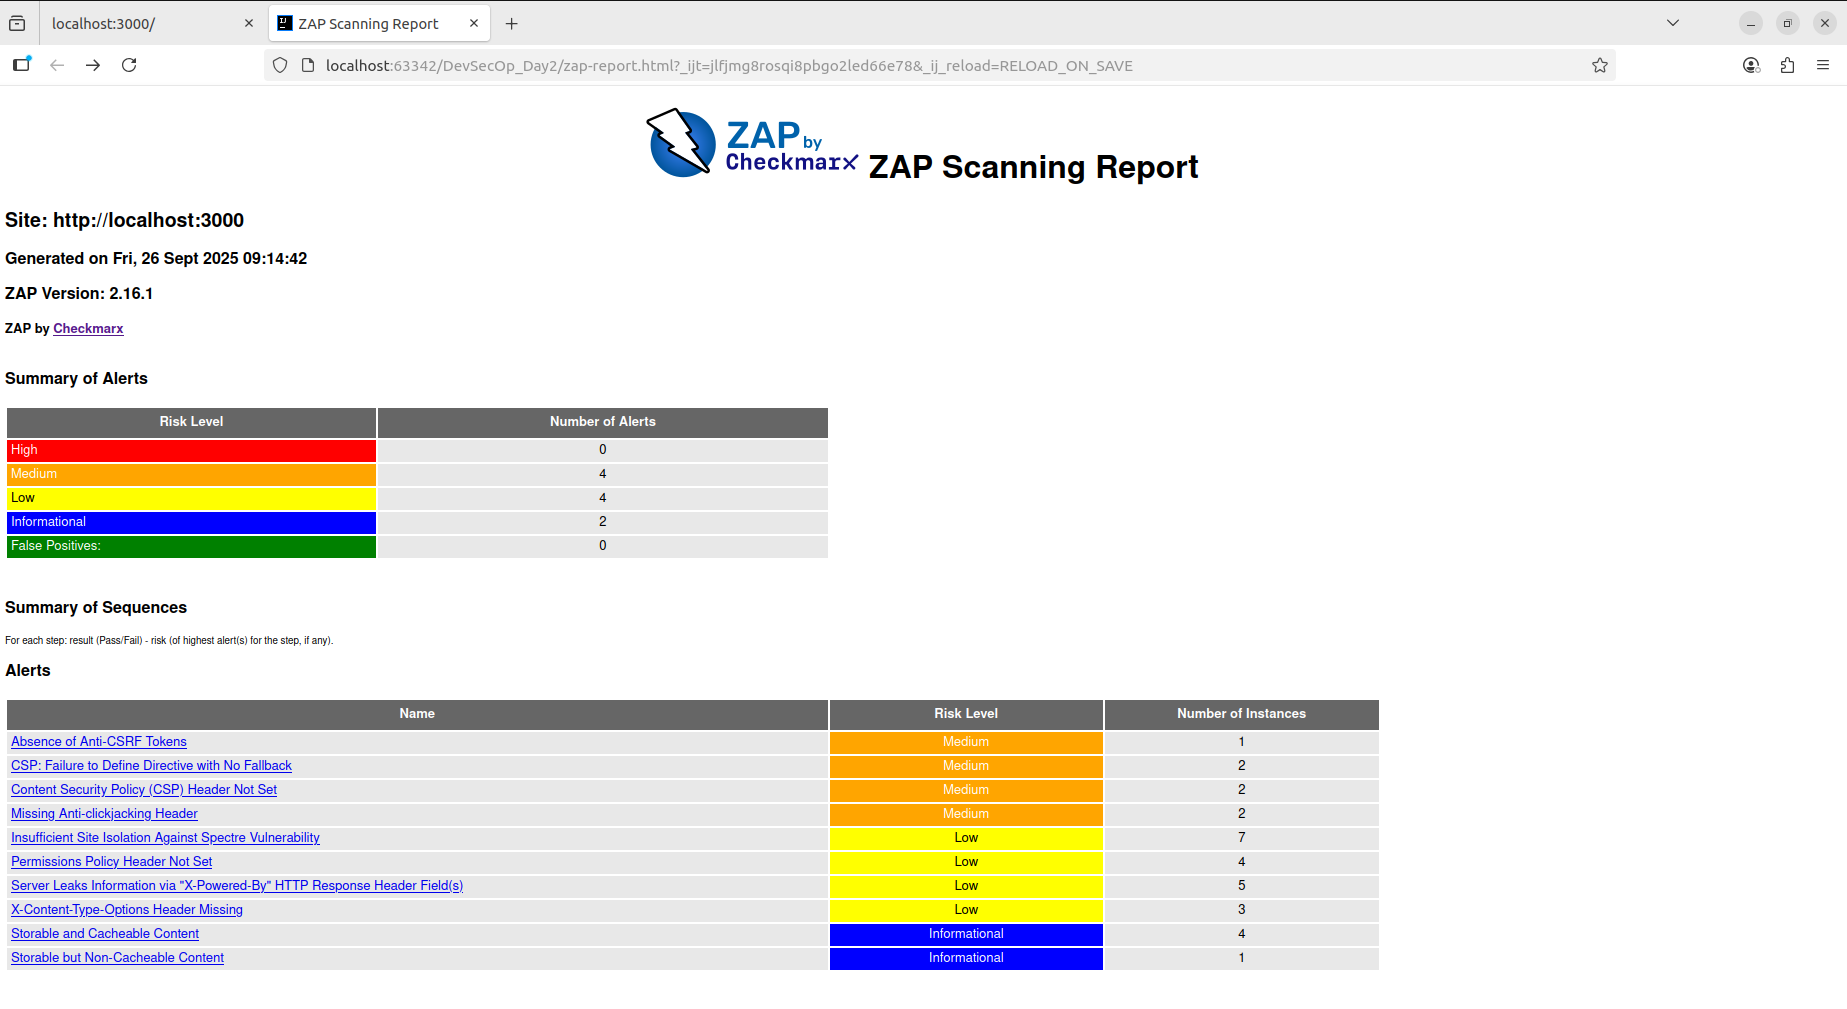 localhost:3000/
ZAP Scanning Report
localhost:63342/DevSecOp_Day2/zap-report.html?_ijt=jlfjmg8rosqi8pbgo2led66e78&_ij_reload=RELOAD_ON_SAVE
ZAP by
Checkmarx ZAP Scanning Report
Site: http://localhost:3000
Generated on Fri, 26 Sept 2025 09:14:42
ZAP Version: 2.16.1
ZAP by Checkmarx
Summary of Alerts
Risk Level Number of Alerts
High 0
Medium 4
Low 4
Informational 2
False Positives: 0
Summary of Sequences
For each step: result (Pass/Fail) - risk (of highest alert(s) for the step, if any).
Alerts
Name Risk Level Number of Instances
Absence of Anti-CSRF Tokens Medium 1
CSP: Failure to Define Directive with No Fallback Medium 2
Content Security Policy (CSP) Header Not Set Medium 2
Missing Anti-clickjacking Header Medium 2
Insufficient Site Isolation Against Spectre Vulnerability Low 7
Permissions Policy Header Not Set Low 4
Server Leaks Information via "X-Powered-By" HTTP Response Header Field(s) Low 5
X-Content-Type-Options Header Missing Low 3
Storable and Cacheable Content Informational 4
Storable but Non-Cacheable Content Informational 1